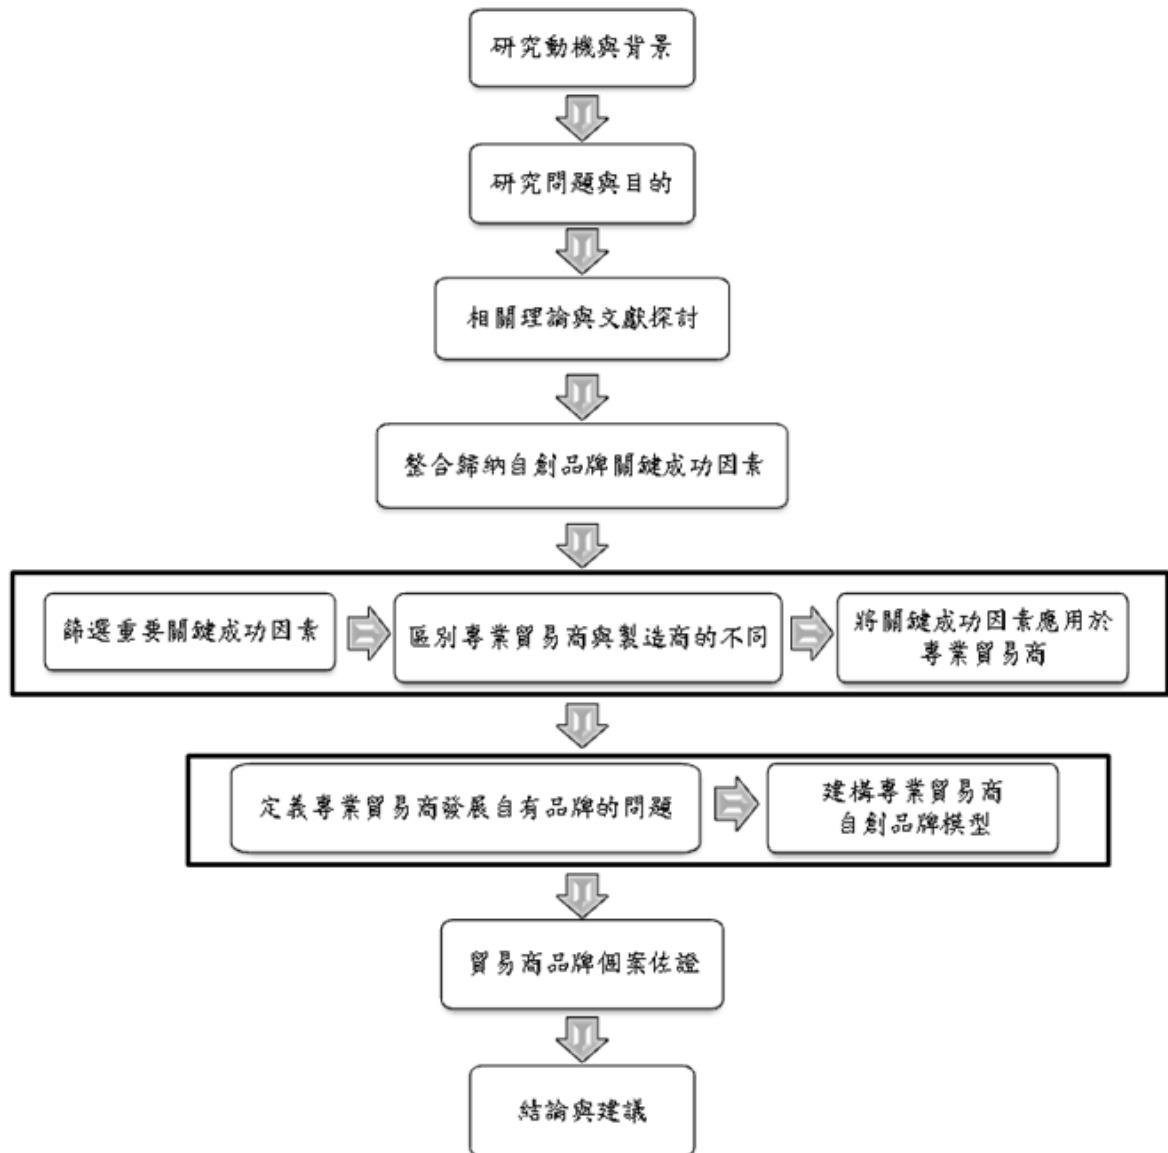 研究動機與背景
研究問題與目的
相關理論與文獻探討
整合歸納自創品牌關鍵成功因素
篩選重要關鍵成功因素
區別專業貿易商與製造商的不同
將關鍵成功因素應用於
專業貿易商
定義專業貿易商發展自有品牌的問題
建構專業貿易商
自創品牌模型
貿易商品牌個案佐證
結論與建議